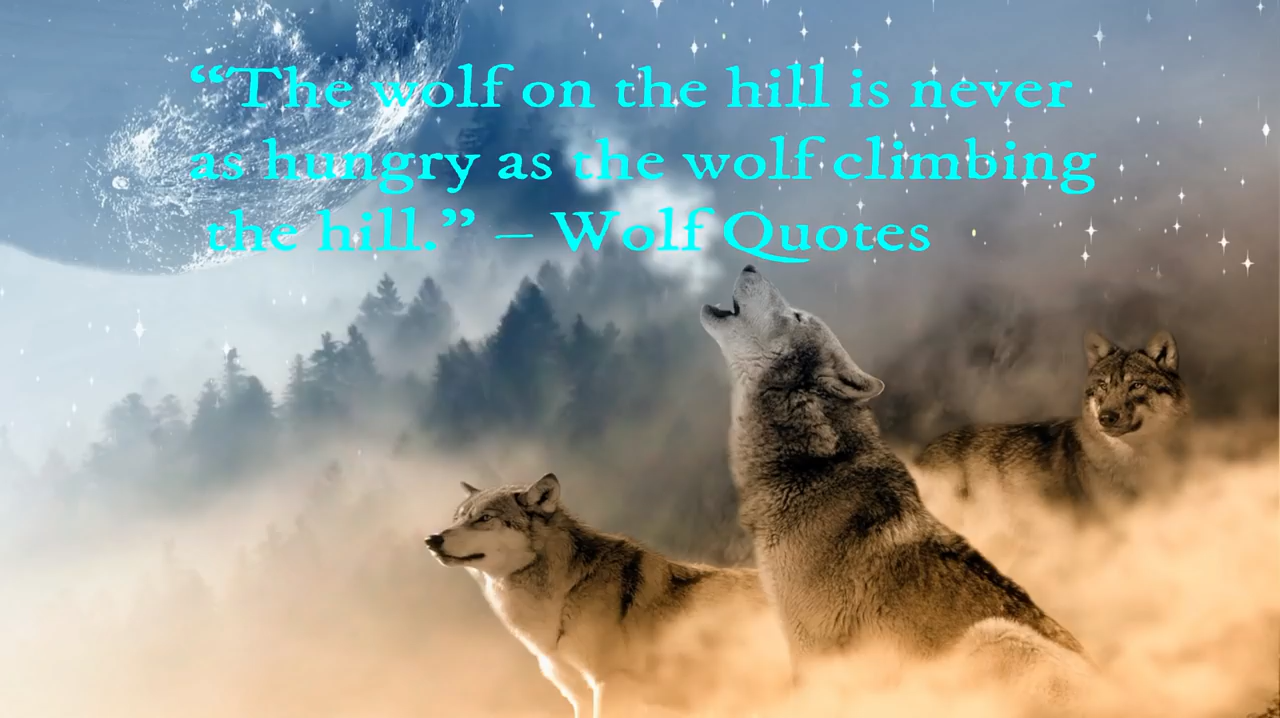 “The wolf on the hill is never
as hungry as the wolf climbing
the hill.” – Wolf Quotes